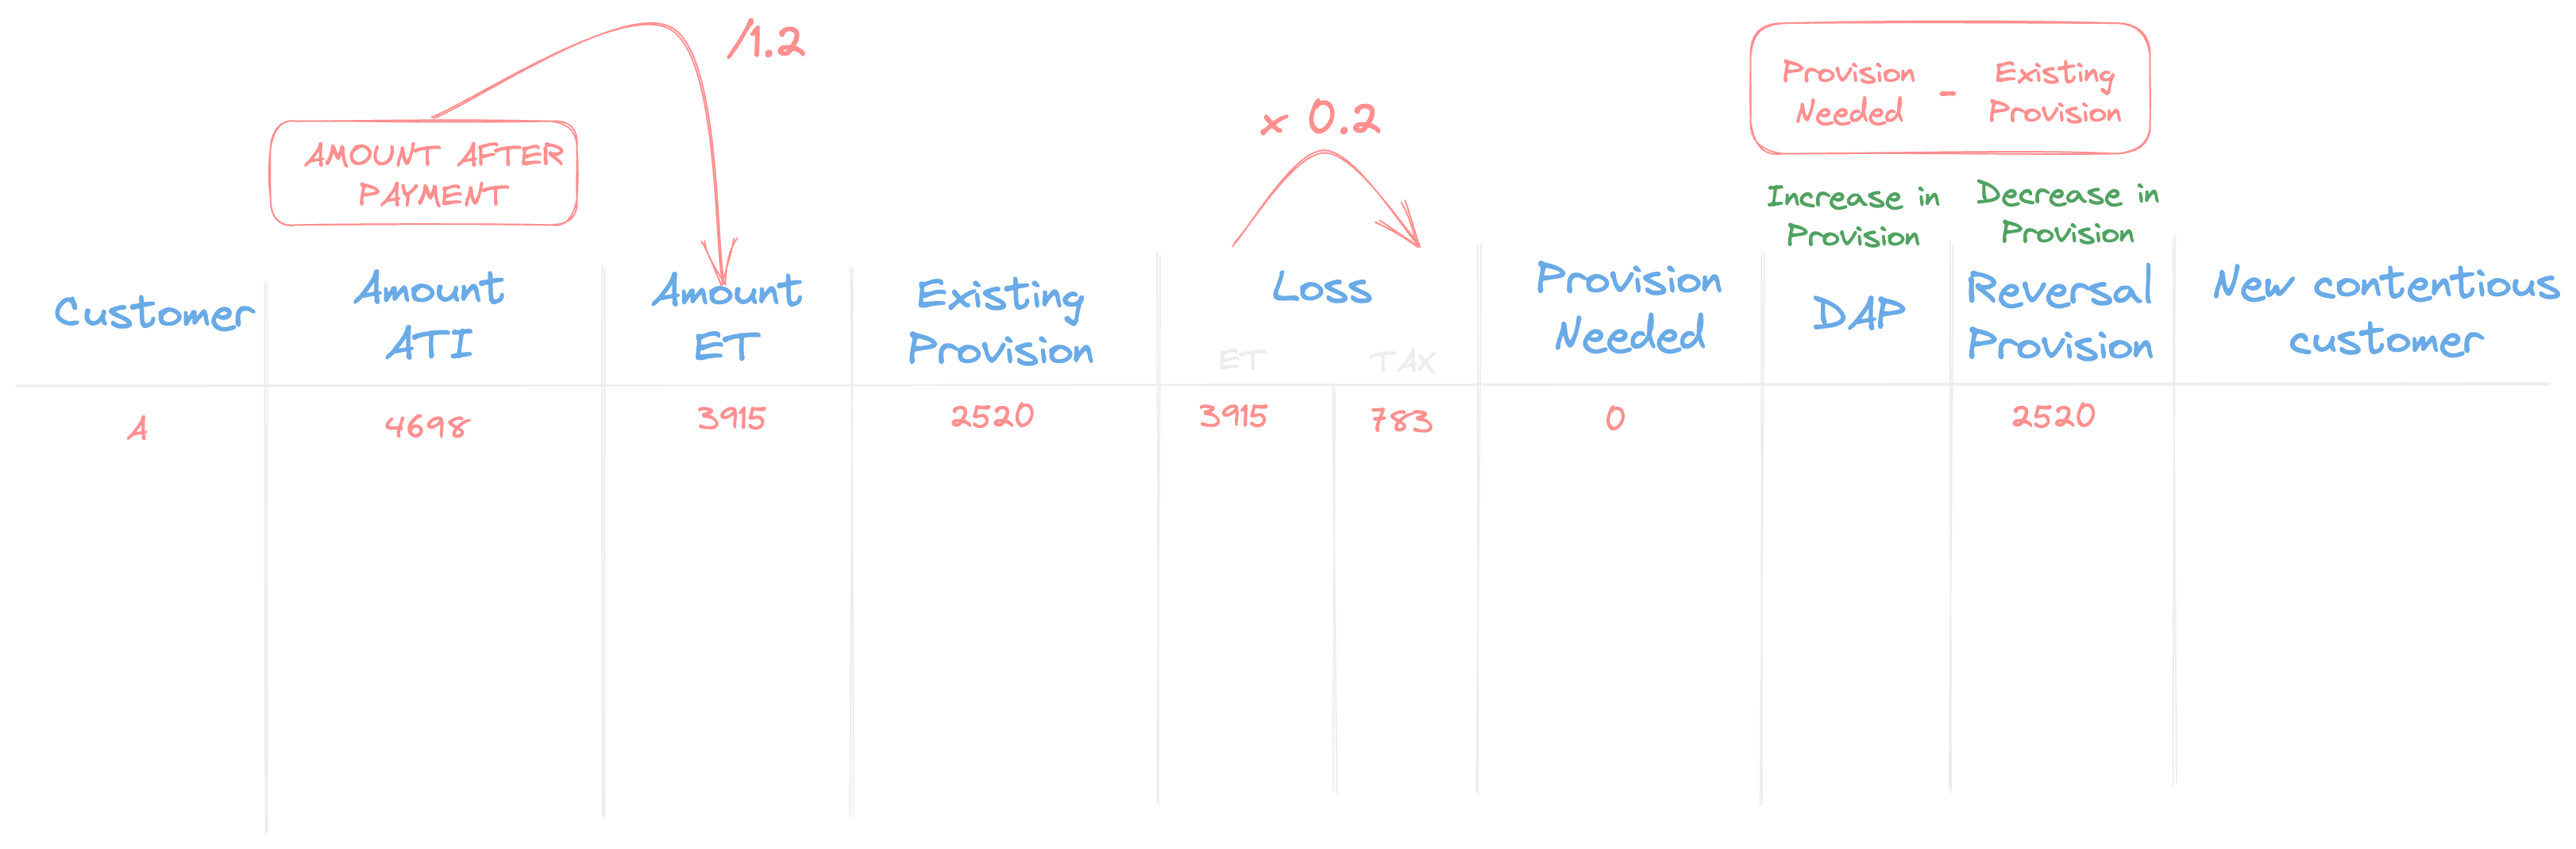 /1.2
AMOUNT AFTER
PAYMENT
x 0.2
Provision
Needed
-
Existing
Provision
Increase in
Provision
Decrease in
Provision
Customer
Amount
ATI
Amount
ET
Existing
Provision
Loss
ET
TAX
Provision
Needed
DAP
Reversal
Provision
New contentious
customer
A
4698
3915
2520
3915
783
0
2520